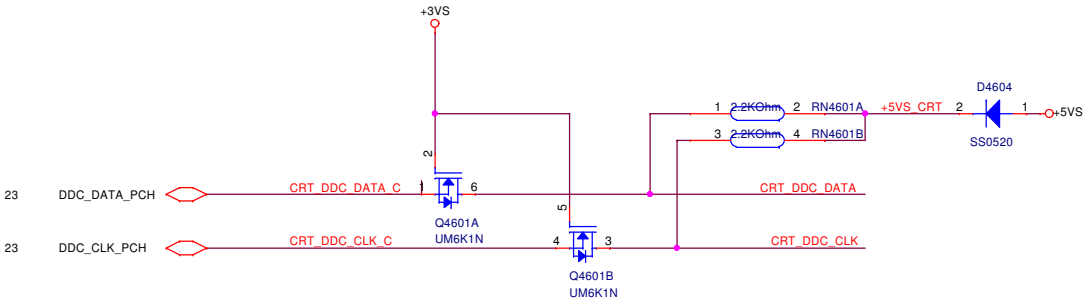 +3VS
D4604
1 2.2KOhm 2 RN4601A +5VS_CRT 2 1 +5VS
3 2.2KOhm 4 RN4601B
SS0520
2
23 DDC_DATA_PCH CRT_DDC_DATA_C 1 6 CRT_DDC_DATA
5
Q4601A
UM6K1N
23 DDC_CLK_PCH CRT_DDC_CLK_C 4 3 CRT_DDC_CLK
Q4601B
UM6K1N